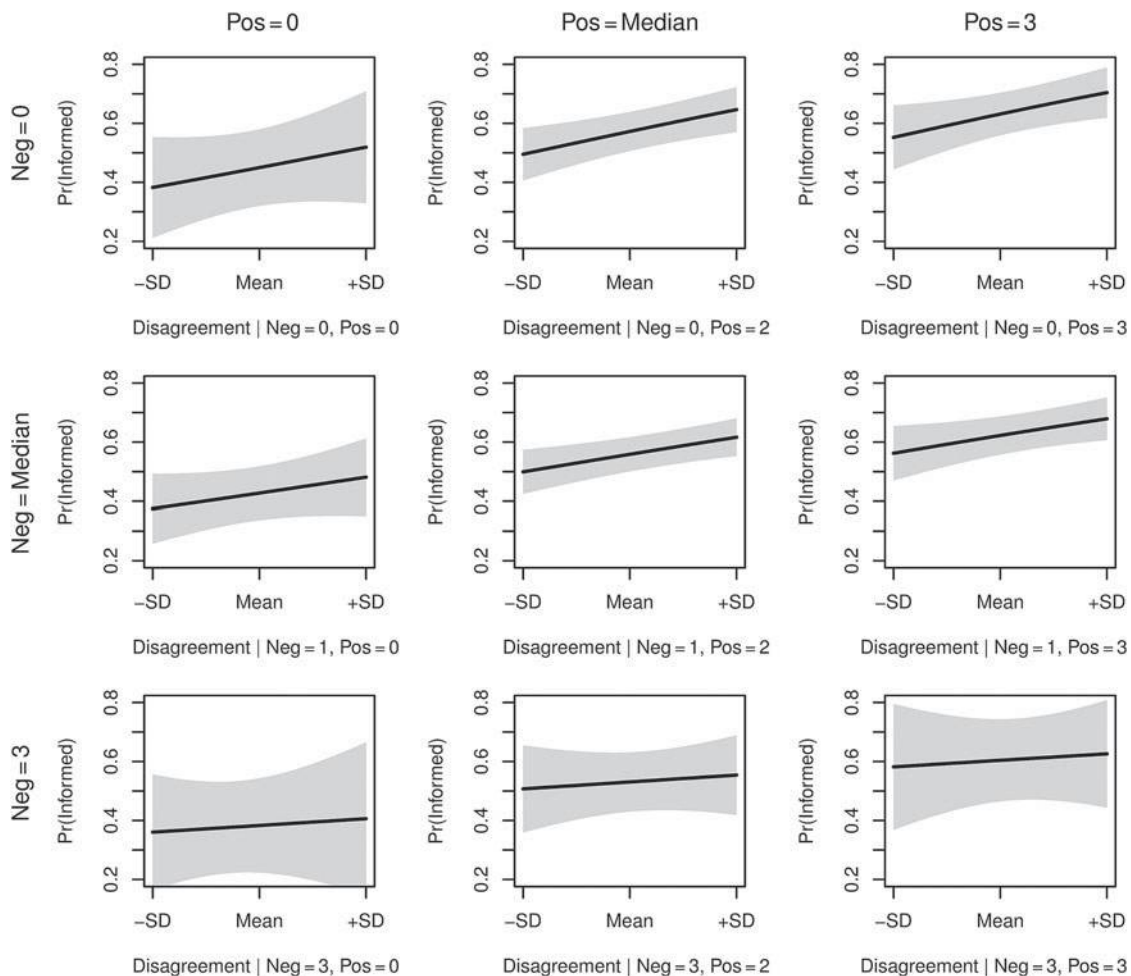 Pos=0 Pos=Median Pos=3
Neg=0
Pr(Informed) Pr(Informed) Pr(Informed)
0.8 0.8 0.8
0.6 0.6 0.6
0.4 0.4 0.4
0.2 0.2 0.2
−SD Mean +SD −SD Mean +SD −SD Mean +SD
Disagreement | Neg=0, Pos=0 Disagreement | Neg=0, Pos=2 Disagreement | Neg=0, Pos=3
Neg=Median
Pr(Informed) Pr(Informed) Pr(Informed)
0.8 0.8 0.8
0.6 0.6 0.6
0.4 0.4 0.4
0.2 0.2 0.2
−SD Mean +SD −SD Mean +SD −SD Mean +SD
Disagreement | Neg=1, Pos=0 Disagreement | Neg=1, Pos=2 Disagreement | Neg=1, Pos=3
Neg=3
Pr(Informed) Pr(Informed) Pr(Informed)
0.8 0.8 0.8
0.6 0.6 0.6
0.4 0.4 0.4
0.2 0.2 0.2
−SD Mean +SD −SD Mean +SD −SD Mean +SD
Disagreement | Neg=3, Pos=0 Disagreement | Neg=3, Pos=2 Disagreement | Neg=3, Pos=3